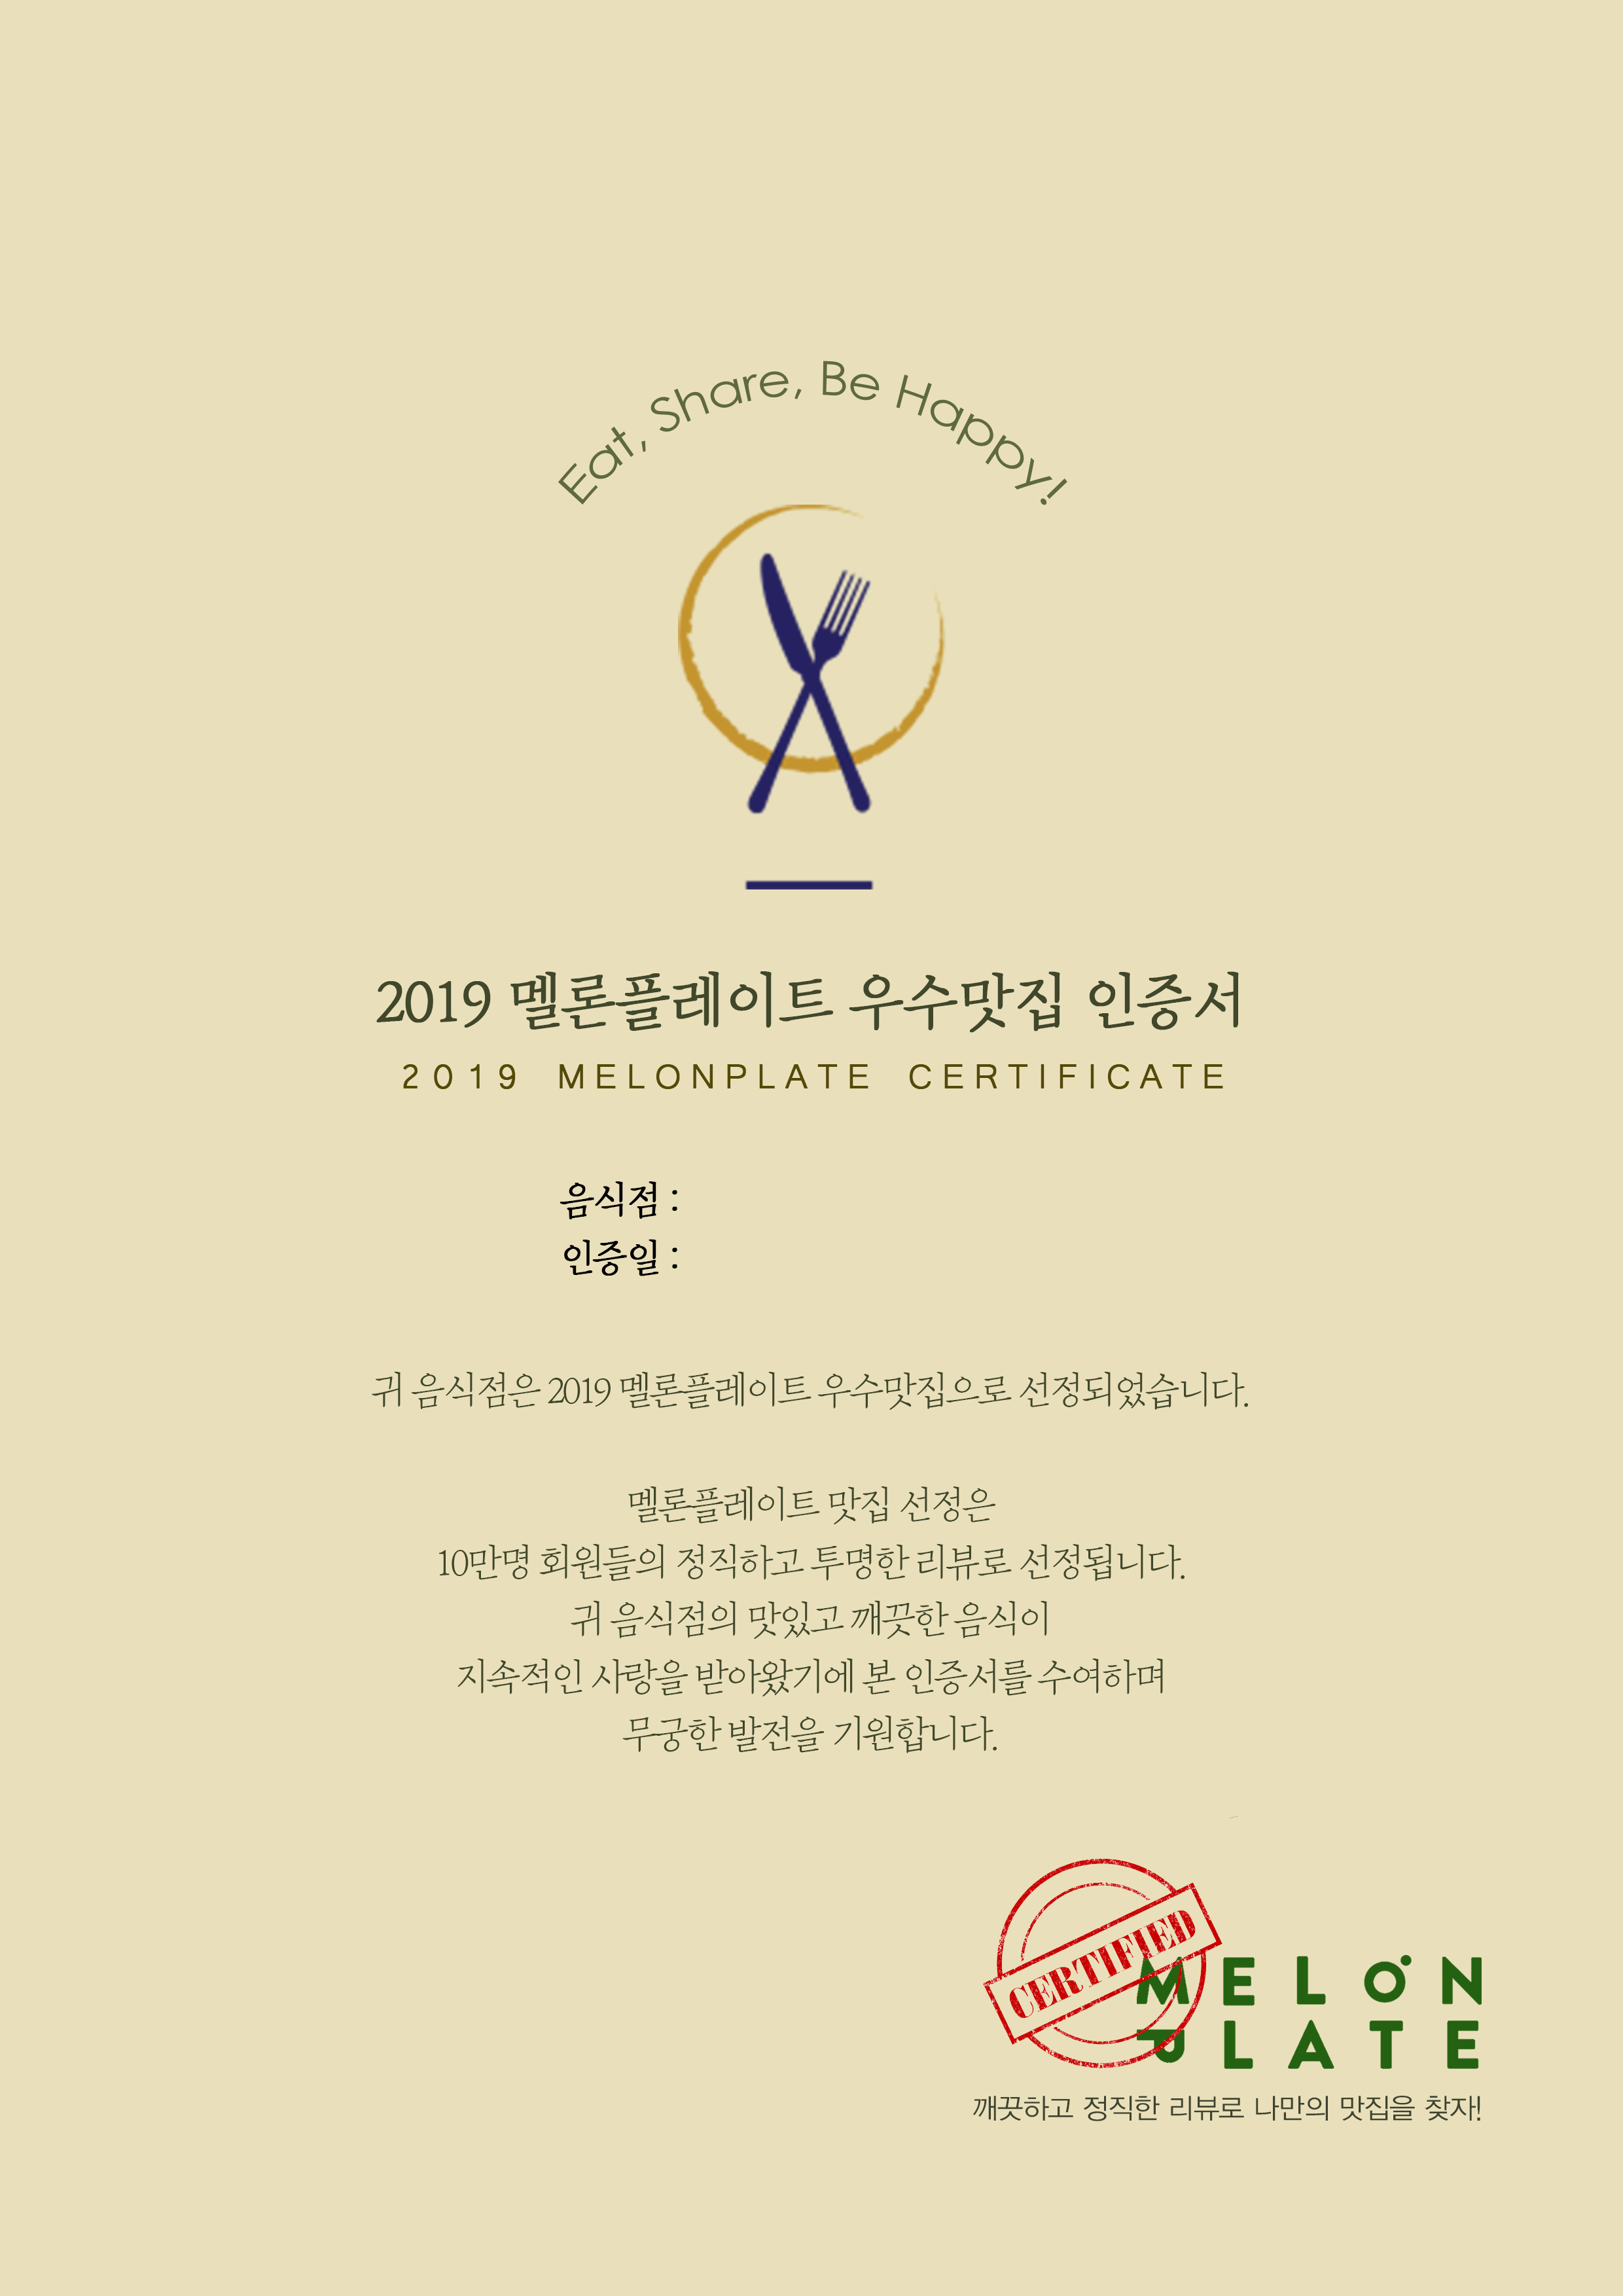 Eat, Share, Be Happy!
2019 멜론플레이트 우수맛집 인증서
2019 MELONPLATE CERTIFICATE
음식점 :
인증일 :
귀 음식점은 2019 멜론플레이트 우수맛집으로 선정되었습니다.
멜론플레이트 맛집 선정은
10만명 회원들의 정직하고 투명한 리뷰로 선정됩니다.
귀 음식점의 맛있고 깨끗한 음식이
지속적인 사랑을 받아왔기에 본 인증서를 수여하며
무궁한 발전을 기원합니다.
CERTIFIED
MELON
PLATE
깨끗하고 정직한 리뷰로 나만의 맛집을 찾자!